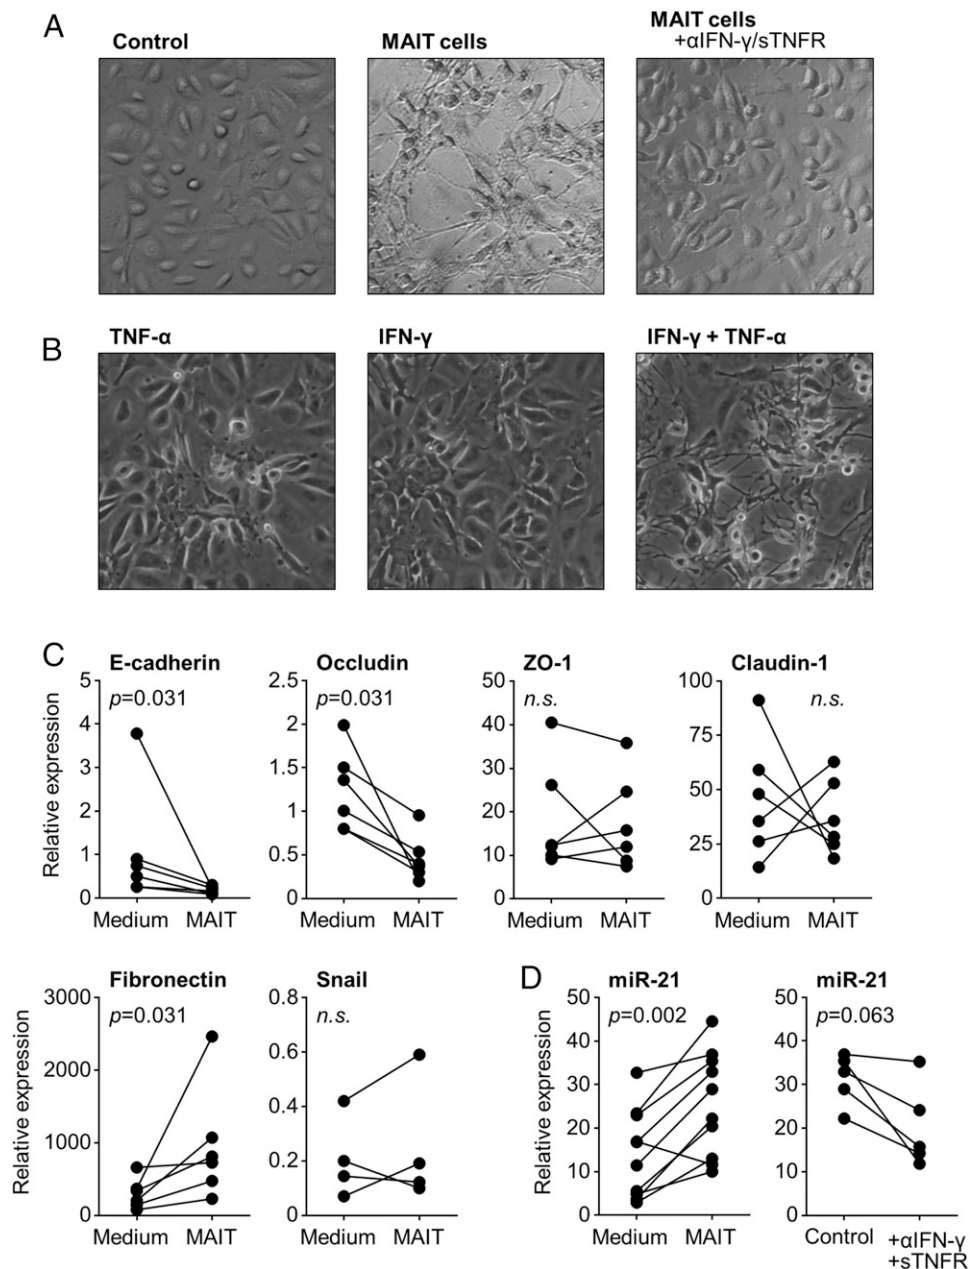 A
Control
MAIT cells
MAIT cells
+αIFN-γ/sTNFR
B
TNF-α
IFN-γ
IFN-γ + TNF-α
C
E-cadherin
Occludin
ZO-1
Claudin-1
Relative expression
5
4
3
2
1
0
p=0.031
Medium MAIT
2.5
2
1.5
1
0.5
0
p=0.031
Medium MAIT
50
40
30
20
10
0
n.s.
Medium MAIT
100
75
50
25
0
n.s.
Medium MAIT
Fibronectin
Snail
Relative expression
3000
2000
1000
0
p=0.031
Medium MAIT
0.8
0.6
0.4
0.2
0
n.s.
Medium MAIT
D
miR-21
miR-21
Relative expression
50
40
30
20
10
0
p=0.002
Medium MAIT
50
40
30
20
10
0
p=0.063
Control +αIFN-γ
+sTNFR